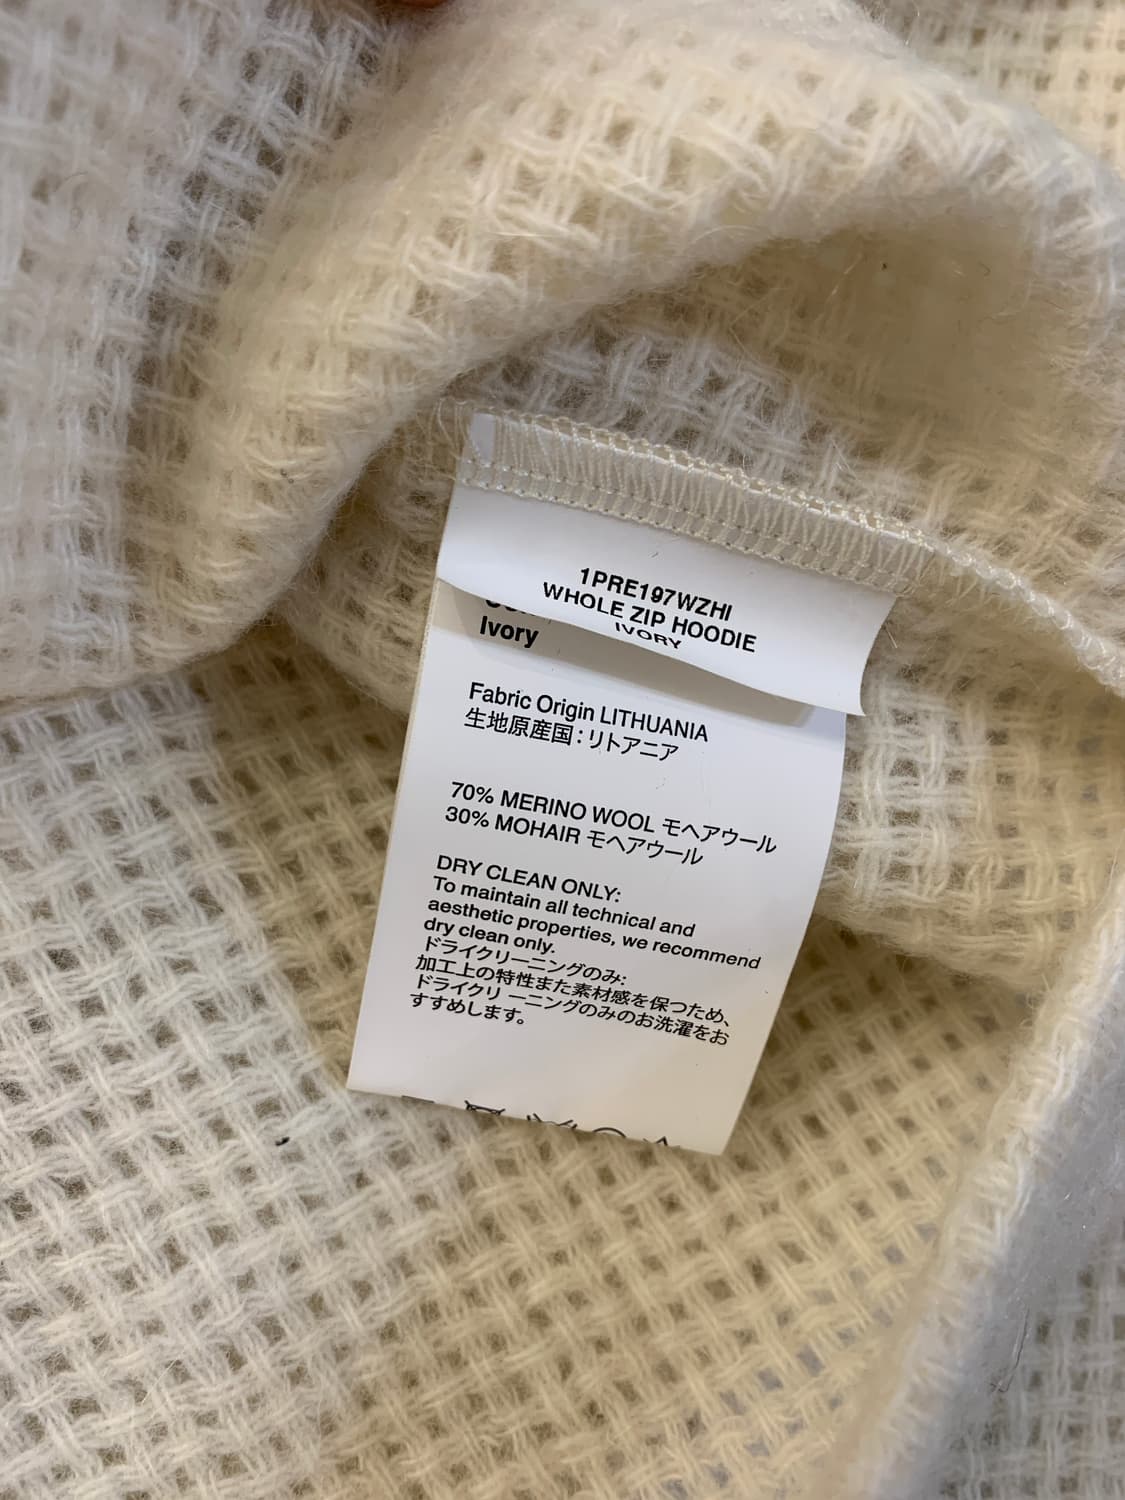 1PRE197WZHI
WHOLE ZIP HOODIE
IVORY
Ivory
Fabric Origin LITHUANIA
生地原産国：リトアニア
70% MERINO WOOL モヘアウール
30% MOHAIR モヘアウール
DRY CLEAN ONLY:
To maintain all technical and
aesthetic properties, we recommend
dry clean only.
ドライクリーニングのみ:
加工上の特性また素材感を保つため、
ドライクリ ーニングのみのお洗濯をお
すすめします。